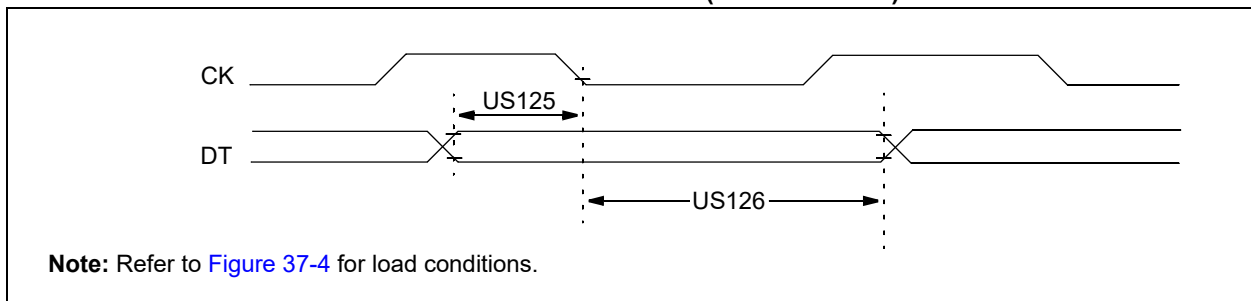 CK
US125
DT
US126
Note: Refer to Figure 37-4 for load conditions.